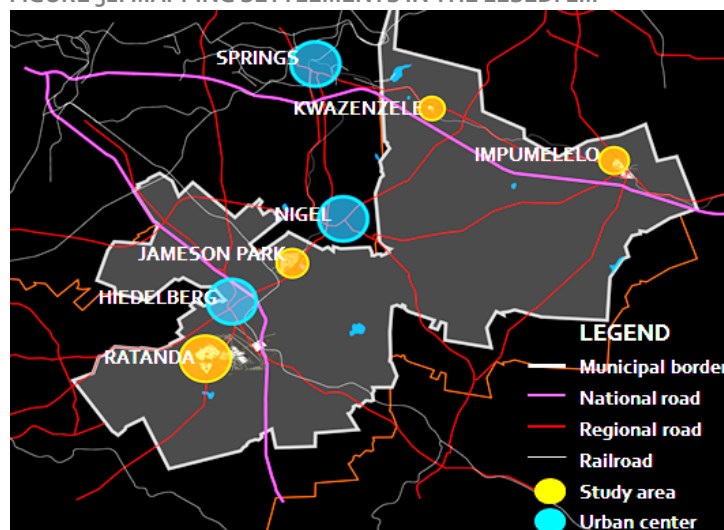 SPRINGS
KWAZENZELE
IMPUMELELO
NIGEL
JAMESON PARK
HIEDELBERG
RATANDA
LEGEND
Municipal border
National road
Regional road
Railroad
Study area
Urban center